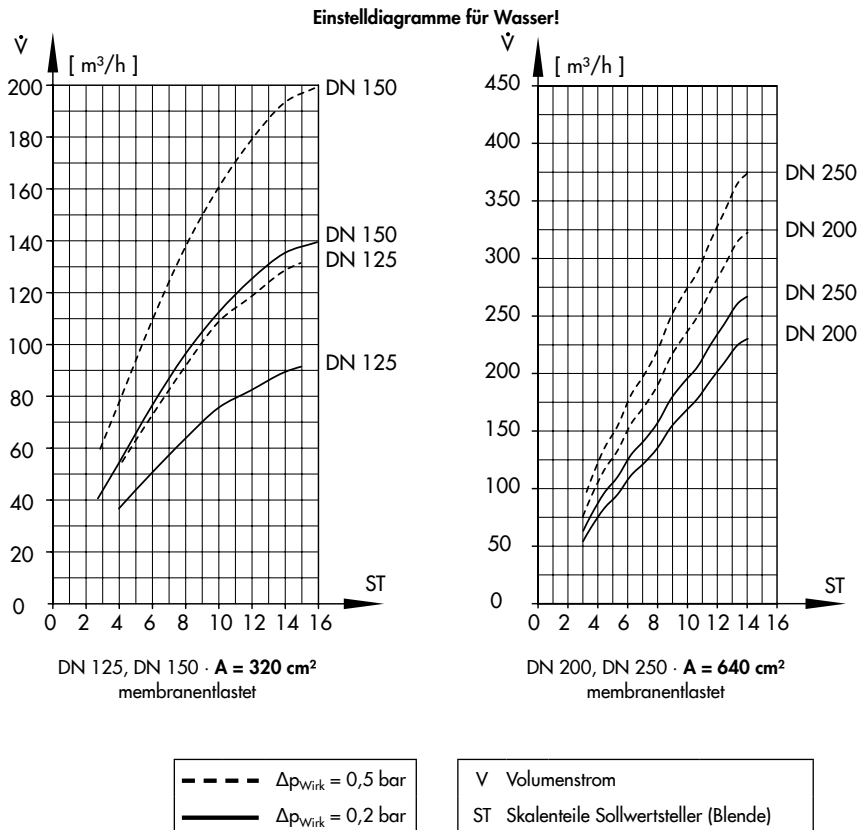 Einstelldiagramme für Wasser!
V̇
[ m³/h ]
200
180
160
140
120
100
80
60
40
20
0
0 2 4 6 8 10 12 14 16
DN 150
DN 150
DN 125
DN 125
ST
DN 125, DN 150 · A = 320 cm²
membranentlastet
V̇
[ m³/h ]
450
400
350
300
250
200
150
100
50
0
0 2 4 6 8 10 12 14 16
DN 250
DN 200
DN 250
DN 200
ST
DN 200, DN 250 · A = 640 cm²
membranentlastet
Δp_Wirk = 0,5 bar
Δp_Wirk = 0,2 bar
V Volumenstrom
ST Skalenteile Sollwertsteller (Blende)